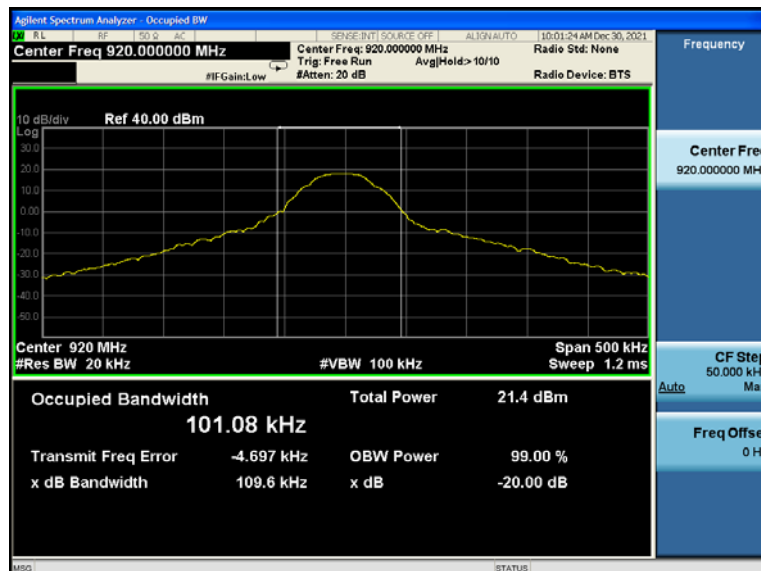 Agilent Spectrum Analyzer - Occupied BW
RL RF 50 Ω AC SENSE:INT SOURCE OFF ALIGN AUTO 10:01:24 AM Dec 30, 2021
Center Freq 920.000000 MHz
Center Freq: 920.000000 MHz Radio Std: None
Trig: Free Run Avg|Hold:> 10/10
#IFGain:Low #Atten: 20 dB Radio Device: BTS
10 dB/div Ref 40.00 dBm
Log
30.0
20.0
10.0
0.00
-10.0
-20.0
-30.0
-40.0
-50.0
Center 920 MHz Span 500 kHz
#Res BW 20 kHz #VBW 100 kHz Sweep 1.2 ms
Occupied Bandwidth Total Power 21.4 dBm
101.08 kHz
Transmit Freq Error -4.697 kHz OBW Power 99.00 %
x dB Bandwidth 109.6 kHz x dB -20.00 dB
MSG STATUS
Frequency
Center Fre
920.000000 MH
CF Ste
50.000 kH
Auto Ma
Freq Offse
0 H